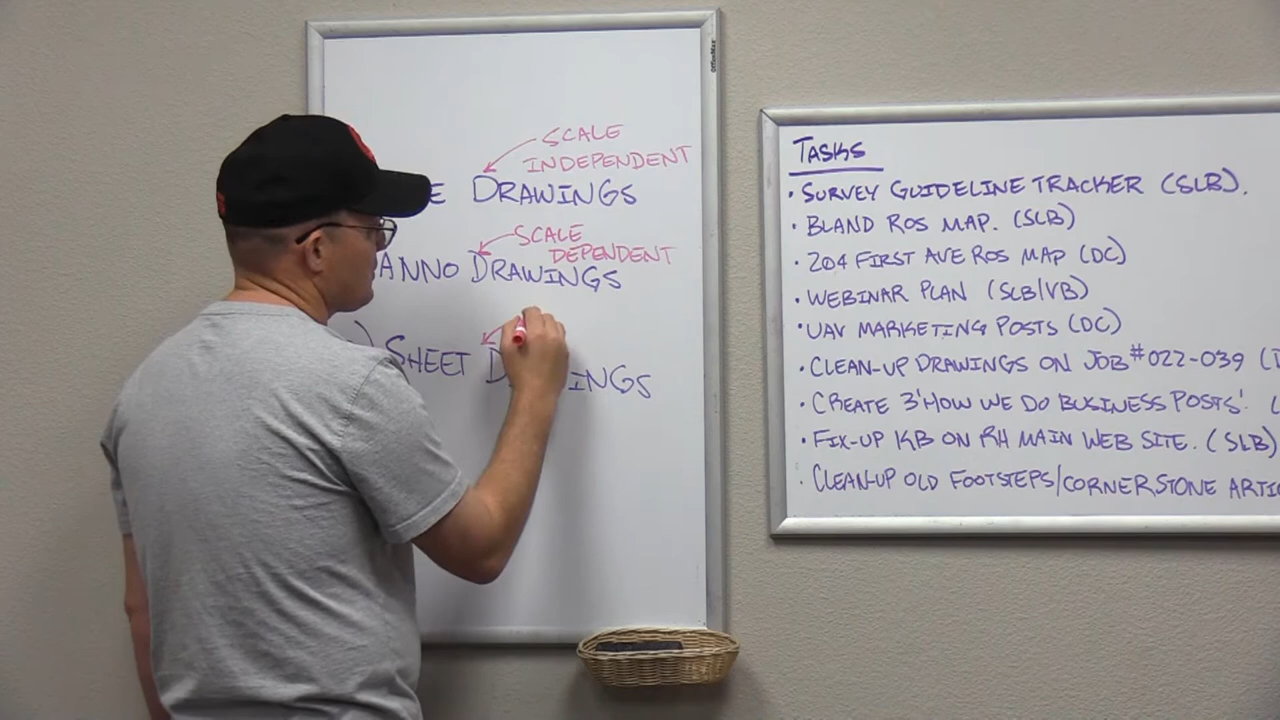 SCALE
INDEPENDENT
DRAWINGS
SCALE
DEPENDENT
ANNO DRAWINGS
) SHEET DRAWINGS
OfficeMax
TASKS
• SURVEY GUIDELINE TRACKER (SLB).
• BLAND ROS MAP. (SLB)
• 204 FIRST AVE ROS MAP (DC)
• WEBINAR PLAN (SLB/VB)
• UAV MARKETING POSTS (DC)
• CLEAN-UP DRAWINGS ON JOB #022-039 (
• CREATE 3 'HOW WE DO BUSINESS POSTS'. (
• FIX-UP KB ON RH MAIN WEB SITE. (SLB)
• CLEAN-UP OLD FOOTSTEPS/CORNERSTONE